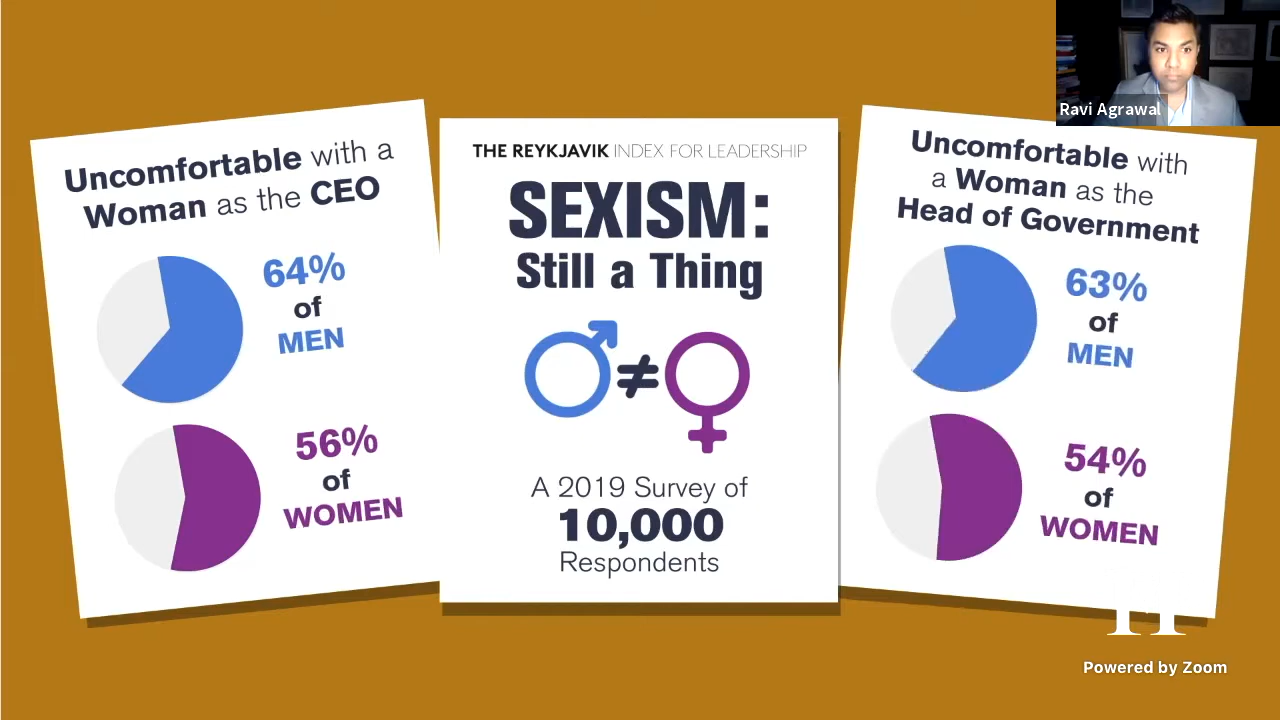 Ravi Agrawal
Uncomfortable with a
Woman as the CEO
64%
of
MEN
56%
of
WOMEN
THE REYKJAVIK INDEX FOR LEADERSHIP
SEXISM:
Still a Thing
≠
A 2019 Survey of
10,000
Respondents
Uncomfortable with
a Woman as the
Head of Government
63%
of
MEN
54%
of
WOMEN
Powered by Zoom